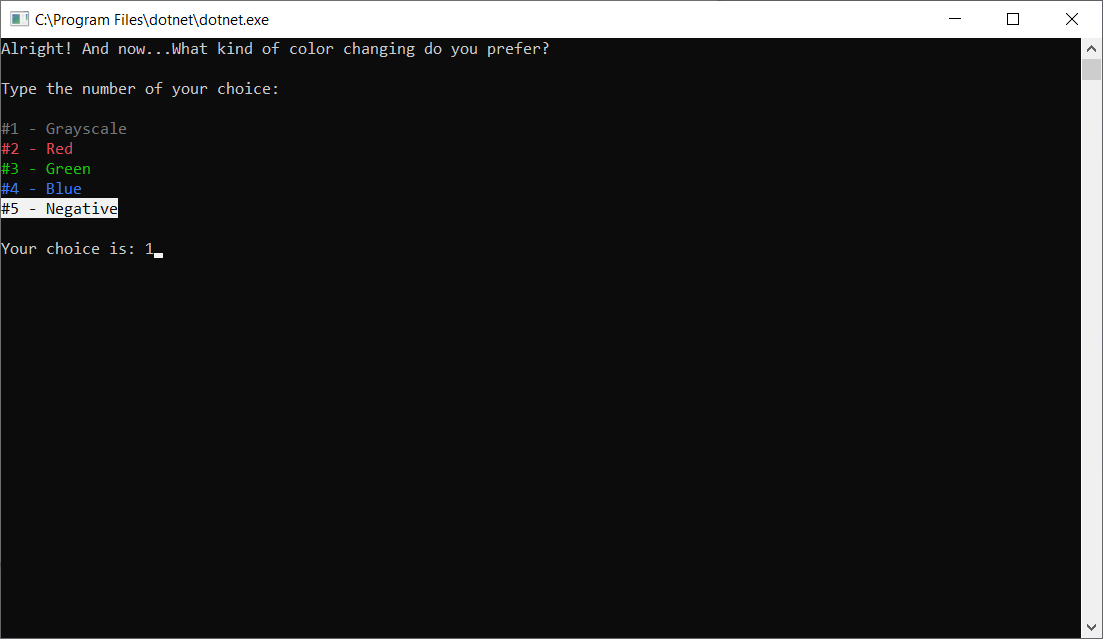 C:\Program Files\dotnet\dotnet.exe
Alright! And now...What kind of color changing do you prefer?
Type the number of your choice:
#1 - Grayscale
#2 - Red
#3 - Green
#4 - Blue
#5 - Negative
Your choice is: 1